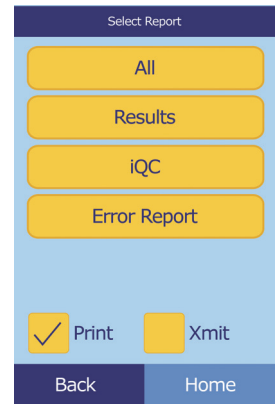 Select Report
All
Results
iQC
Error Report
Print Xmit
Back Home